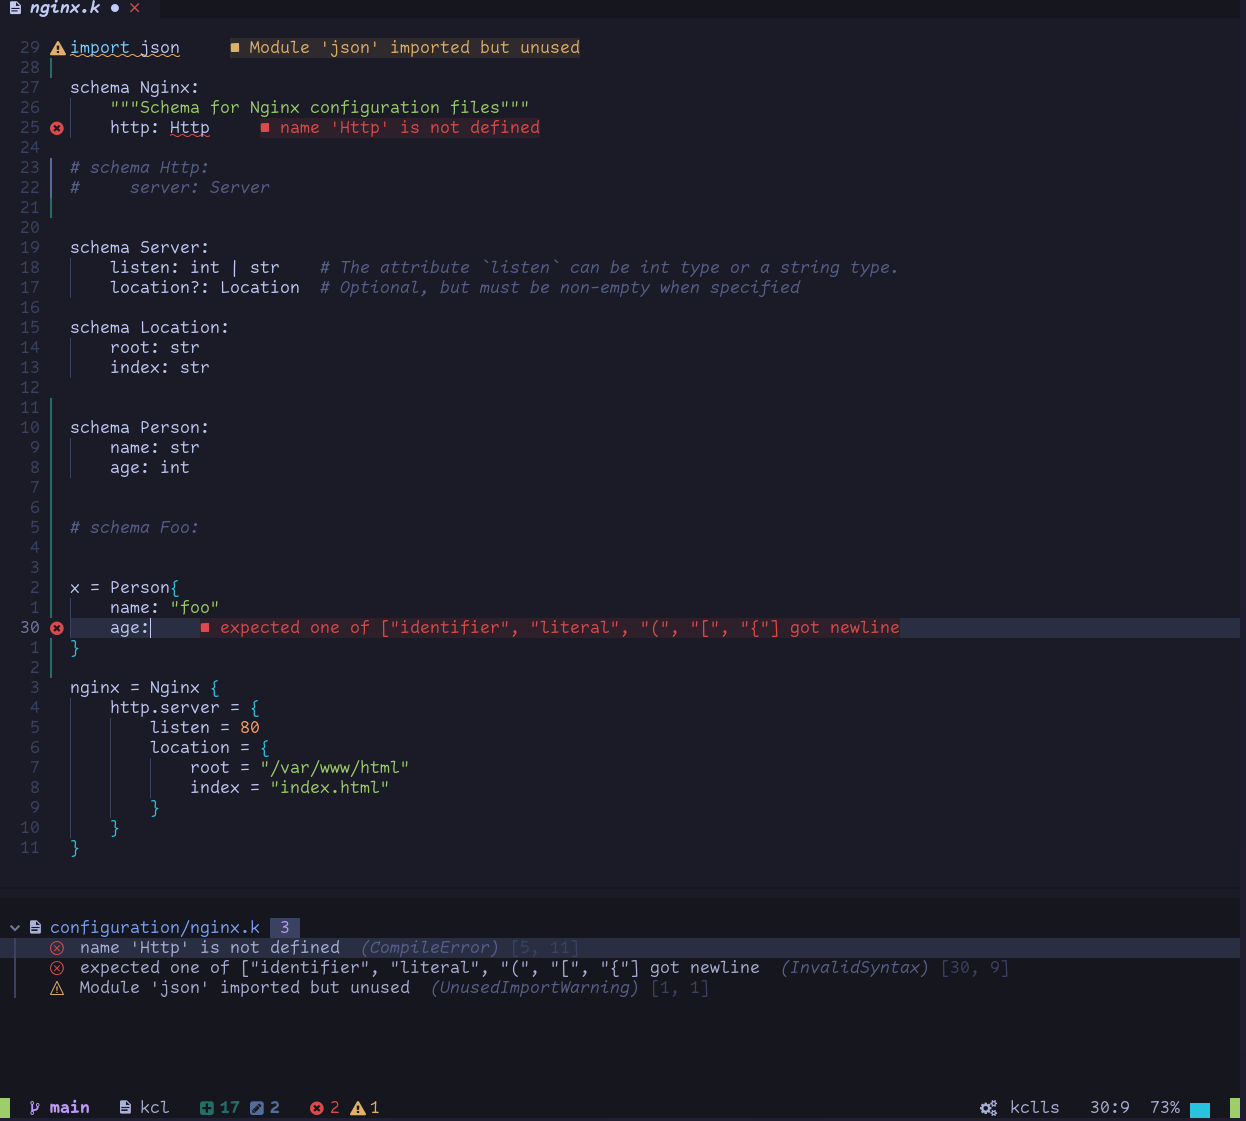 nginx.k ● ×
29 import json ■ Module 'json' imported but unused
28
27 schema Nginx:
26 """Schema for Nginx configuration files"""
25 http: Http ■ name 'Http' is not defined
24
23 # schema Http:
22 #     server: Server
21
20
19 schema Server:
18 listen: int | str    # The attribute `listen` can be int type or a string type.
17 location?: Location  # Optional, but must be non-empty when specified
16
15 schema Location:
14 root: str
13 index: str
12
11
10 schema Person:
9 name: str
8 age: int
7
6
5 # schema Foo:
4
3
2 x = Person{
1 name: "foo"
30 age: ■ expected one of ["identifier", "literal", "(", "[", "{"] got newline
1 }
2
3 nginx = Nginx {
4 http.server = {
5 listen = 80
6 location = {
7 root = "/var/www/html"
8 index = "index.html"
9 }
10 }
11 }
configuration/nginx.k 3
name 'Http' is not defined (CompileError) [5, 11]
expected one of ["identifier", "literal", "(", "[", "{"] got newline (InvalidSyntax) [30, 9]
Module 'json' imported but unused (UnusedImportWarning) [1, 1]
main kcl 17 2 2 1 kclls 30:9 73%